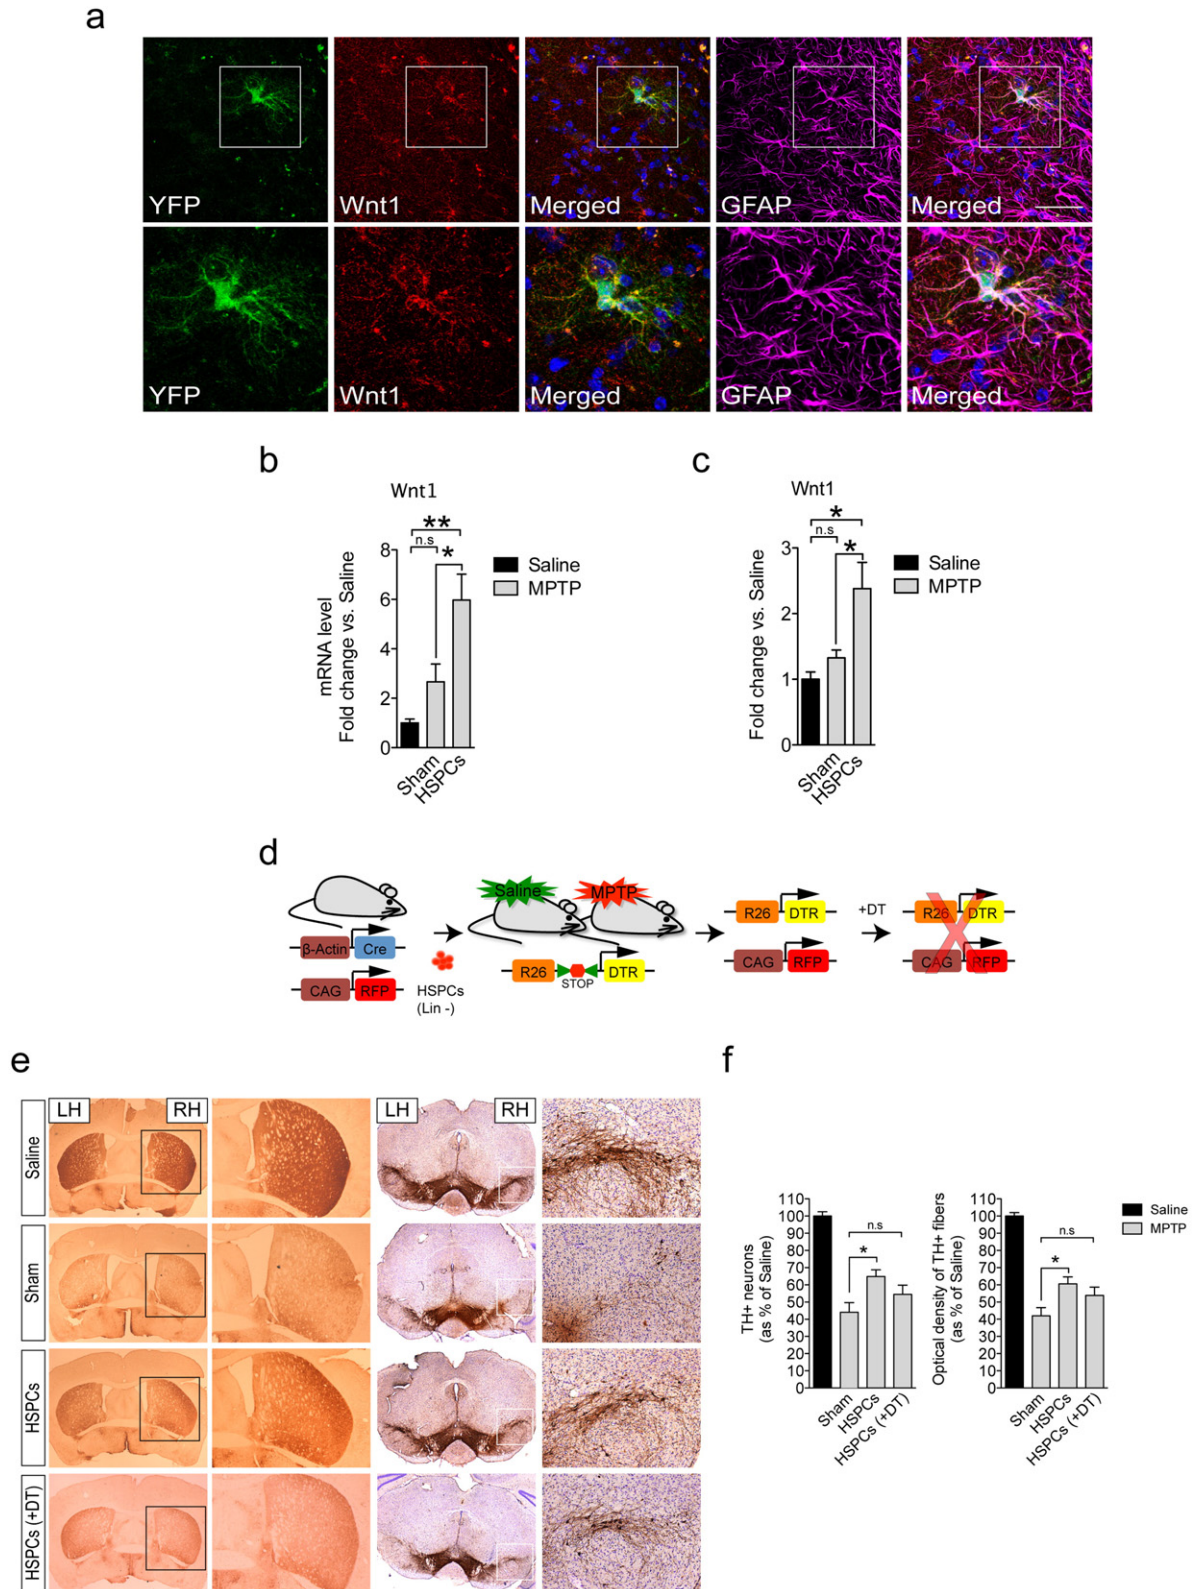 a
YFP
Wnt1
Merged
GFAP
Merged
YFP
Wnt1
Merged
GFAP
Merged
b
Wnt1
**
n.s
*
8
6
4
2
0
mRNA level
Fold change vs. Saline
Sham
HSPCs
Saline
MPTP
c
Wnt1
*
n.s
*
3
2
1
0
Fold change vs. Saline
Sham
HSPCs
Saline
MPTP
d
β-Actin Cre
CAG RFP
HSPCs
(Lin -)
Saline
MPTP
R26 DTR
STOP
R26 DTR
CAG RFP
+DT
R26 DTR
CAG RFP
e
LH RH
LH RH
Saline
Sham
HSPCs
HSPCs (+DT)
f
110
100
90
80
70
60
50
40
30
20
10
0
TH+ neurons
(as % of Saline)
n.s
*
Sham
HSPCs
HSPCs (+DT)
110
100
90
80
70
60
50
40
30
20
10
0
Optical density of TH+ fibers
(as % of Saline)
n.s
*
Sham
HSPCs
HSPCs (+DT)
Saline
MPTP